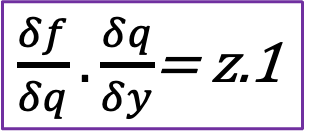 δf/δq . δq/δy = z.1